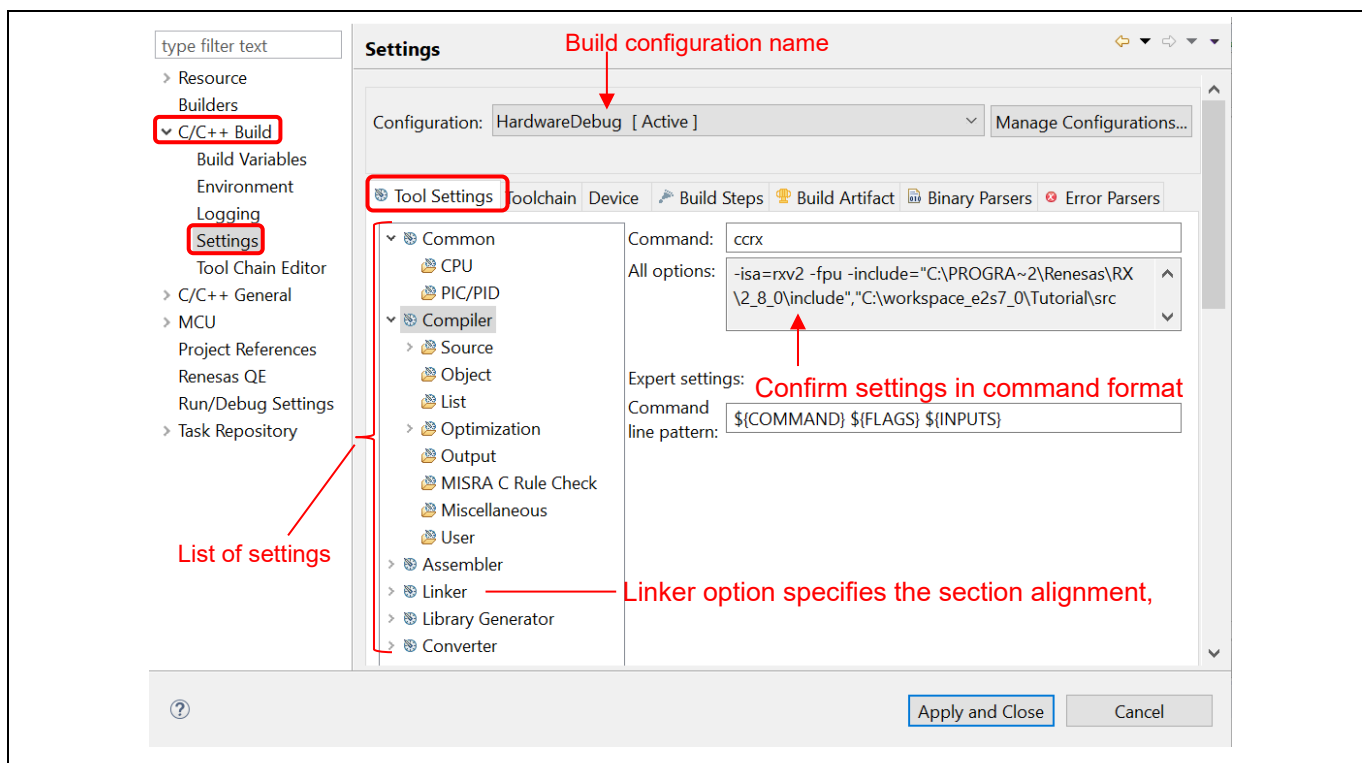 type filter text
Resource
Builders
C/C++ Build
Build Variables
Environment
Logging
Settings
Tool Chain Editor
C/C++ General
MCU
Project References
Renesas QE
Run/Debug Settings
Task Repository
List of settings
Settings
Build configuration name
Configuration:
HardwareDebug [ Active ]
Manage Configurations...
Tool Settings
Toolchain
Device
Build Steps
Build Artifact
Binary Parsers
Error Parsers
Common
CPU
PIC/PID
Compiler
Source
Object
List
Optimization
Output
MISRA C Rule Check
Miscellaneous
User
Assembler
Linker
Library Generator
Converter
Command:
ccrx
All options:
-isa=rxv2 -fpu -include="C:\PROGRA~2\Renesas\RX
\2_8_0\include","C:\workspace_e2s7_0\Tutorial\src
Expert settings:
Confirm settings in command format
Command
line pattern:
${COMMAND} ${FLAGS} ${INPUTS}
Linker option specifies the section alignment,
Apply and Close
Cancel